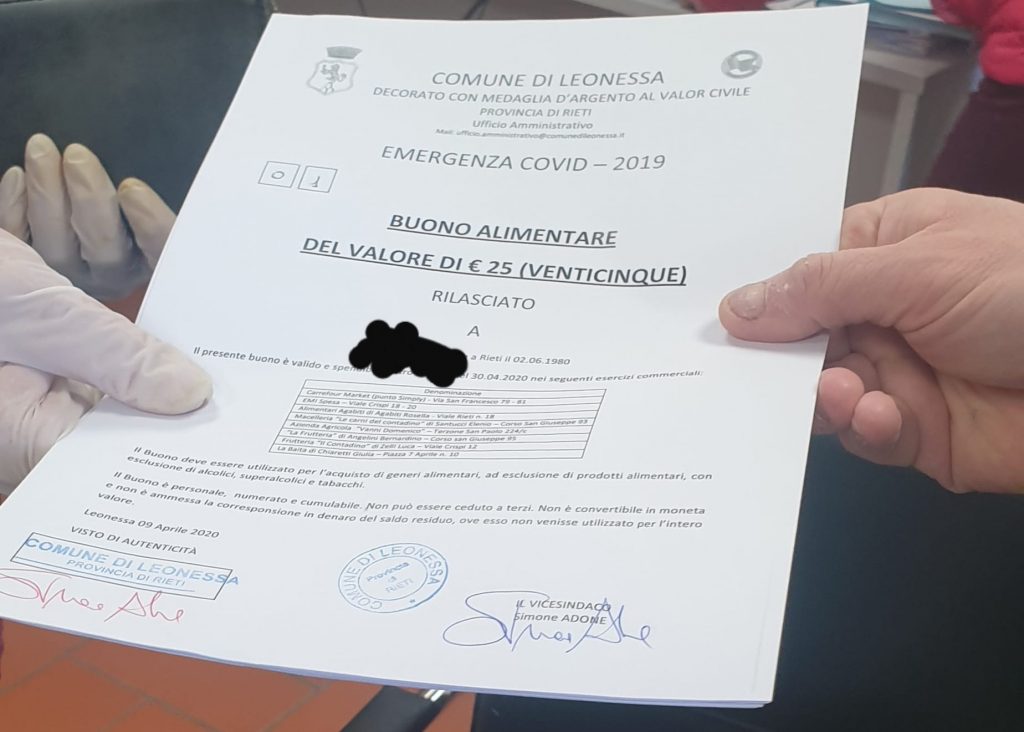 COMUNE DI LEONESSA
DECORATO CON MEDAGLIA D'ARGENTO AL VALOR CIVILE
PROVINCIA DI RIETI
Ufficio Amministrativo
Mail: ufficio.amministrativo@comunedileonessa.it
EMERGENZA COVID – 2019
0 1
BUONO ALIMENTARE
DEL VALORE DI € 25 (VENTICINQUE)
RILASCIATO
A
a Rieti il 02.06.1980
Il presente buono è valido e 30.04.2020 nei seguenti esercizi commerciali:
Denominazione
Carrefour Market (punto Simply) - Via San Francesco 79 - 81
EMI Spesa – Viale Crispi 18 - 20
Alimentari Agabiti di Agabiti Rosella - Viale Rieti n. 18
Macelleria "Le carni del contadino" di Santucci Elenio – Corso San Giuseppe 93
Azienda Agricola "Vanni Domenico" – Terzone San Paolo 224/c
"La Frutteria" di Angelini Bernardino – Corso san Giuseppe 95
Frutteria "Il Contadino" di Zelli Luca – Viale Crispi 12
La Baita di Chiaretti Giulia – Piazza 7 Aprile n. 10
Il Buono deve essere utilizzato per l'acquisto di generi alimentari, ad esclusione di prodotti alimentari, con
esclusione di alcolici, superalcolici e tabacchi.
Il Buono è personale, numerato e cumulabile. Non può essere ceduto a terzi. Non è convertibile in moneta
e non è ammessa la corresponsione in denaro del saldo residuo, ove esso non venisse utilizzato per l'intero
valore.
Leonessa 09 Aprile 2020
VISTO DI AUTENTICITÀ
COMUNE DI LEONESSA
PROVINCIA DI RIETI
COMUNE DI LEONESSA
Provincia
di
RIETI
IL VICESINDACO
Simone ADONE